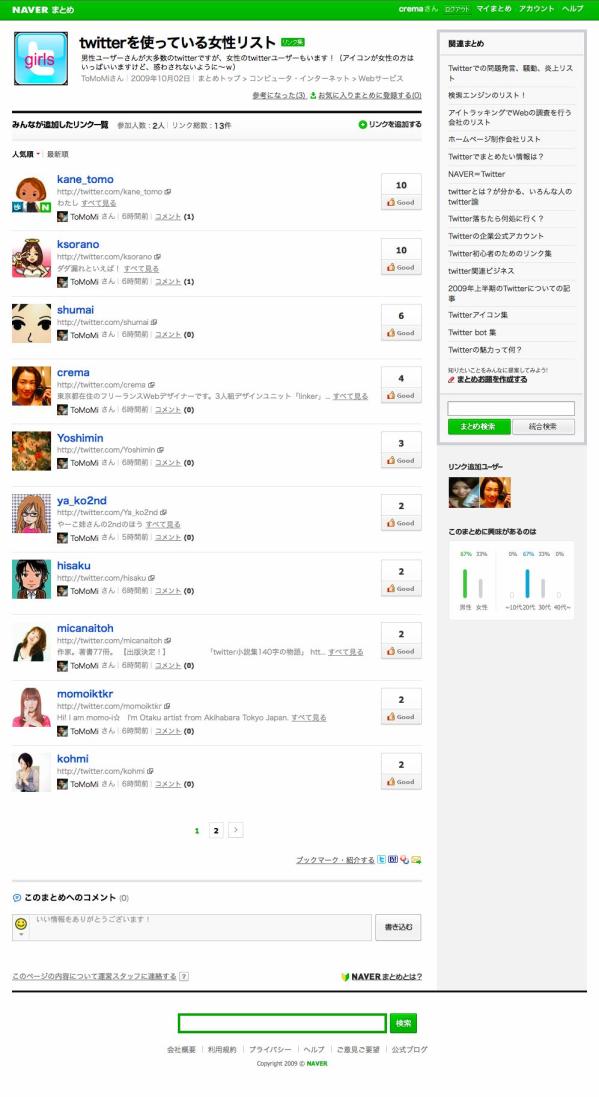 NAVER まとめ
cremaさん ログアウト マイまとめ アカウント ヘルプ
girls
twitterを使っている女性リスト リンク集
男性ユーザーさんが大多数のtwitterですが、女性のtwitterユーザーもいます！（アイコンが女性の方は
いっぱいいますけど、惑わされないように～w）
ToMoMiさん | 2009年10月02日 | まとめトップ > コンピュータ・インターネット > Webサービス
参考になった(3) お気に入りまとめに登録する(0)
みんなが追加したリンク一覧 参加人数 : 2人 | リンク総数 : 13件 リンクを追加する
人気順 | 最新順
kane_tomo
http://twitter.com/kane_tomo
わたし すべて見る
ToMoMi さん | 6時間前 | コメント (1)
10
Good
ksorano
http://twitter.com/ksorano
ダダ漏れといえば！ すべて見る
ToMoMi さん | 6時間前 | コメント (1)
10
Good
shumai
http://twitter.com/shumai
ToMoMi さん | 6時間前 | コメント (0)
6
Good
crema
http://twitter.com/crema
東京都在住のフリーランスWebデザイナーです。3人組デザインユニット「linker」... すべて見る
ToMoMi さん | 6時間前 | コメント (0)
4
Good
Yoshimin
http://twitter.com/Yoshimin
ToMoMi さん | 6時間前 | コメント (0)
3
Good
ya_ko2nd
http://twitter.com/Ya_ko2nd
やーこ姉さんの2ndのほう すべて見る
ToMoMi さん | 6時間前 | コメント (0)
2
Good
hisaku
http://twitter.com/hisaku
ToMoMi さん | 6時間前 | コメント (0)
2
Good
micanaitoh
http://twitter.com/micanaitoh
作家。著書77冊。 【出版決定！】 「twitter小説集140字の物語」 htt... すべて見る
ToMoMi さん | 6時間前 | コメント (0)
2
Good
momoiktkr
http://twitter.com/momoiktkr
Hi! I am momo-i☆ I'm Otaku artist from Akihabara Tokyo Japan. すべて見る
ToMoMi さん | 6時間前 | コメント (0)
2
Good
kohmi
http://twitter.com/kohmi
ToMoMi さん | 6時間前 | コメント (0)
2
Good
1 2 >
ブックマーク・紹介する
このまとめへのコメント (0)
いい情報をありがとうございます！
書き込む
このページの内容について運営スタッフに連絡する ?
NAVERまとめとは？
関連まとめ
Twitterでの問題発言、騒動、炎上リス
ト
検索エンジンのリスト！
アイトラッキングでWebの調査を行う
会社のリスト
ホームページ制作会社リスト
Twitterでまとめたい情報は？
NAVER＝Twitter
twitterとは？が分かる、いろんな人の
twitter論
Twitter落ちたら何処に行く？
Twitterの企業公式アカウント
Twitter初心者のためのリンク集
twitter関連ビジネス
2009年上半期のTwitterについての記
事
Twitterアイコン集
Twitter bot 集
Twitterの魅力って何？
知りたいことをみんなに提案してみよう!
まとめお題を作成する
まとめ検索 統合検索
リンク追加ユーザー
このまとめに興味があるのは
67% 33% 0% 67% 33% 0%
男性 女性 ～10代 20代 30代 40代～
検索
会社概要 | 利用規約 | プライバシー | ヘルプ | ご意見ご要望 | 公式ブログ
Copyright 2009 © NAVER